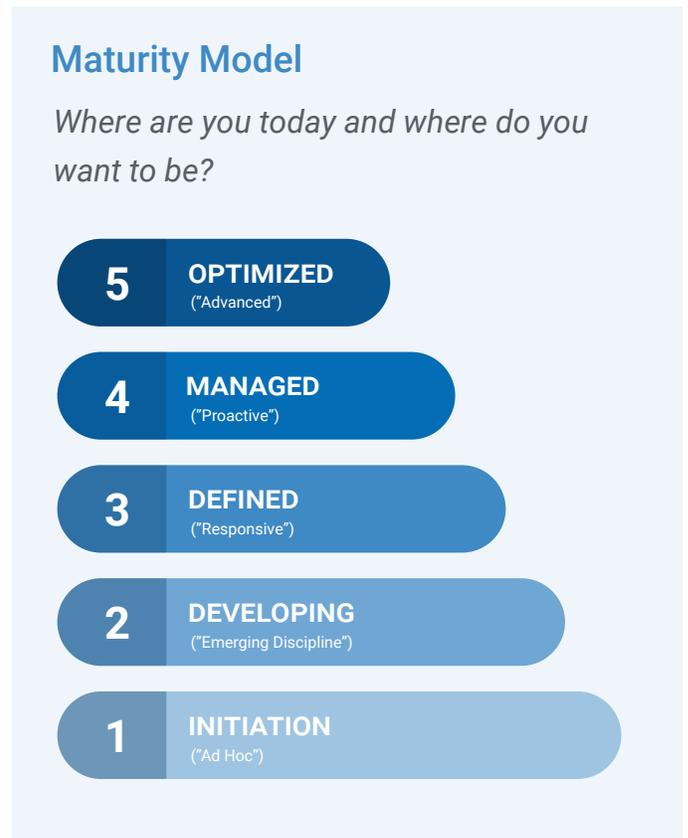 Maturity Model
Where are you today and where do you
want to be?
5
OPTIMIZED
(”Advanced”)
4
MANAGED
(”Proactive”)
3
DEFINED
(”Responsive”)
2
DEVELOPING
(”Emerging Discipline”)
1
INITIATION
(”Ad Hoc”)